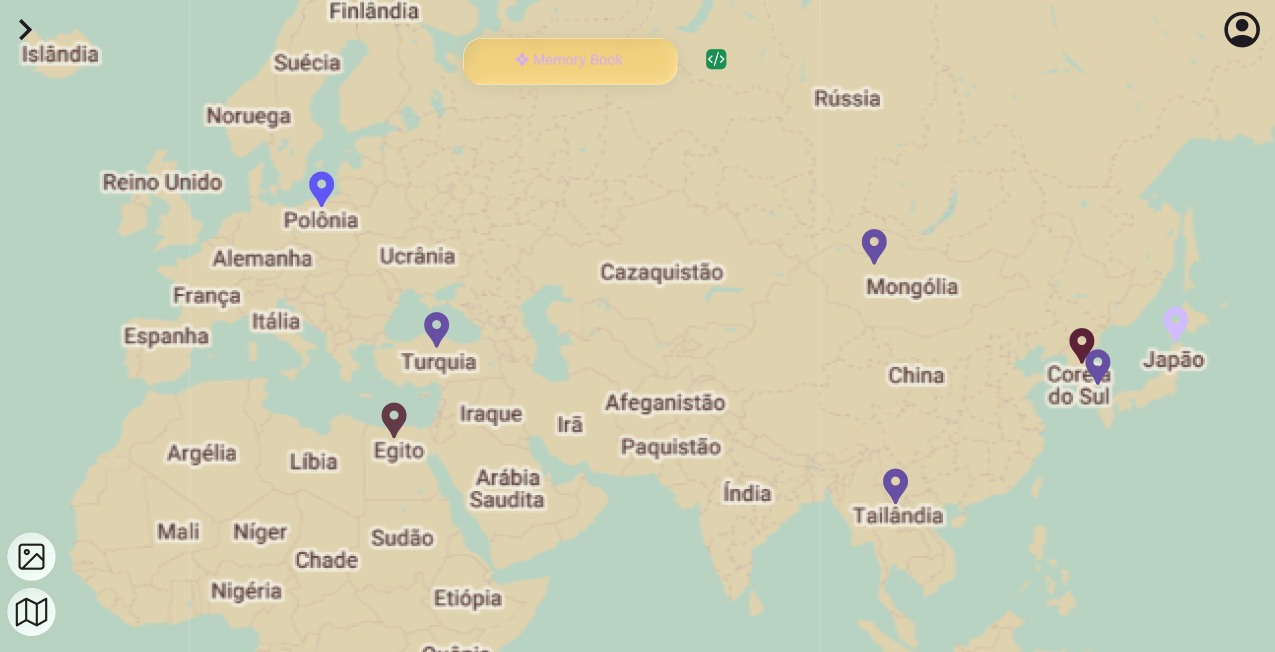 Finlândia
Islândia
Suécia
Memory Book
</>
Rússia
Noruega
Reino Unido
Polônia
Alemanha
Ucrânia
Cazaquistão
Mongólia
França
Itália
Espanha
Turquia
Japão
China
Coreia
do Sul
Afeganistão
Iraque
Irã
Egito
Argélia
Líbia
Paquistão
Arábia
Saudita
Índia
Tailândia
Mali
Níger
Sudão
Chade
Nigéria
Etiópia